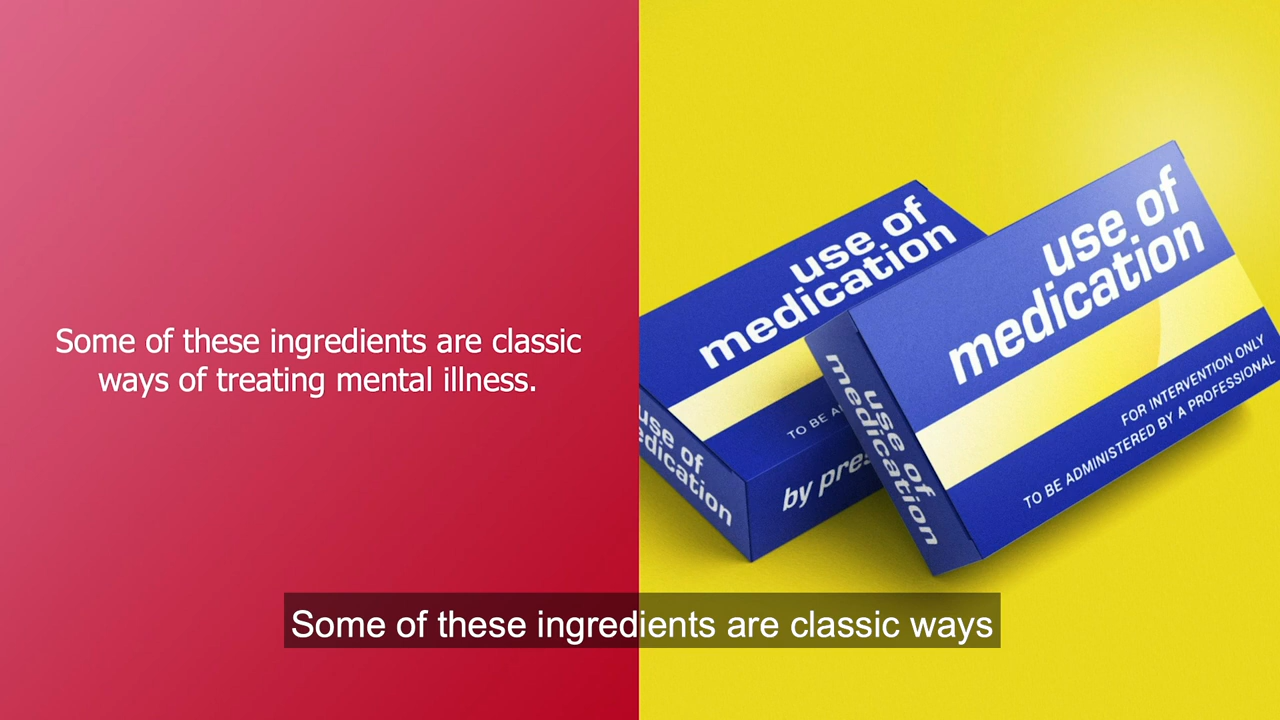 Some of these ingredients are classic
ways of treating mental illness.
use of
medication
TO BE
by
use of
medication
use of
medication
FOR INTERVENTION ONLY
TO BE ADMINISTERED BY A PROFESSIONAL
use of
medication
Some of these ingredients are classic ways